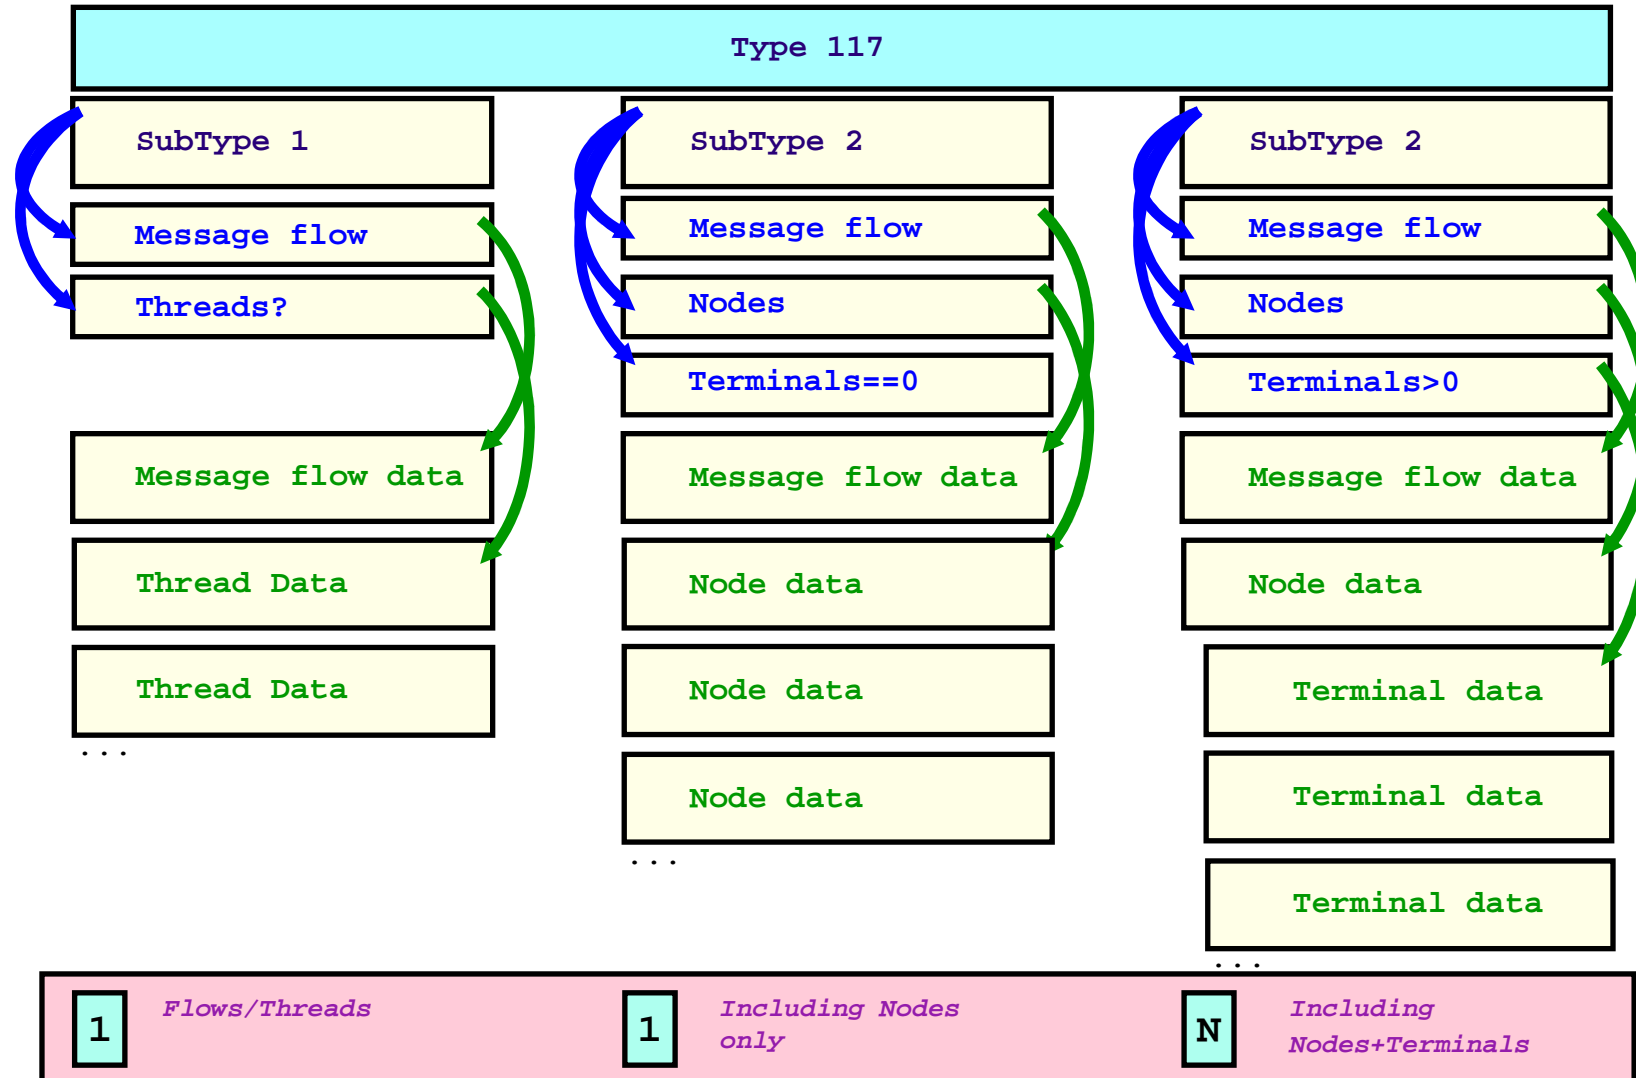 Type 117
SubType 1
Message flow
Threads?
Message flow data
Thread Data
Thread Data
...
SubType 2
Message flow
Nodes
Terminals==0
Message flow data
Node data
Node data
Node data
...
SubType 2
Message flow
Nodes
Terminals>0
Message flow data
Node data
Terminal data
Terminal data
Terminal data
...
1
Flows/Threads
1
Including Nodes
only
N
Including
Nodes+Terminals